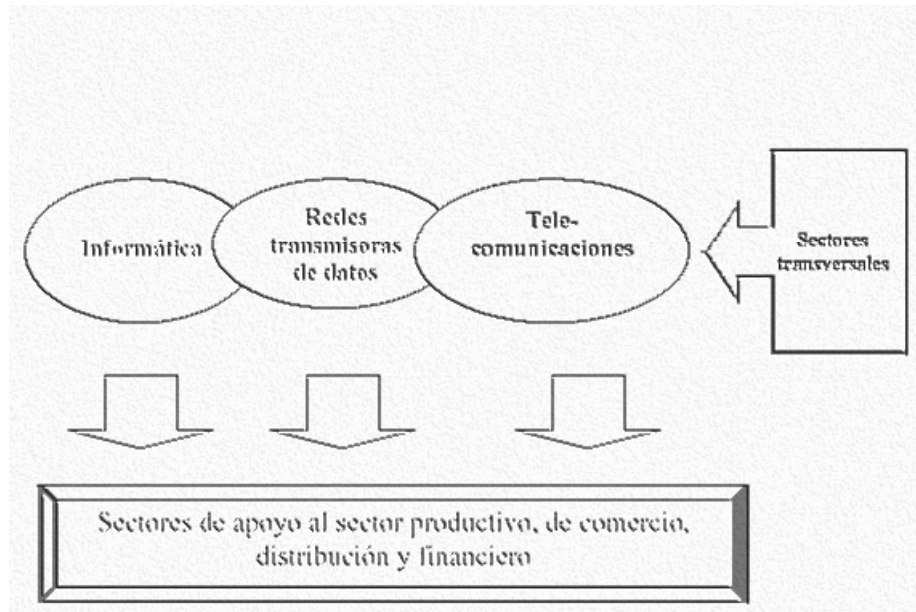 Informática
Redes
transmisoras
de datos
Tele-
comunicaciones
Sectores
transversales
Sectores de apoyo al sector productivo, de comercio,
distribución y financiero